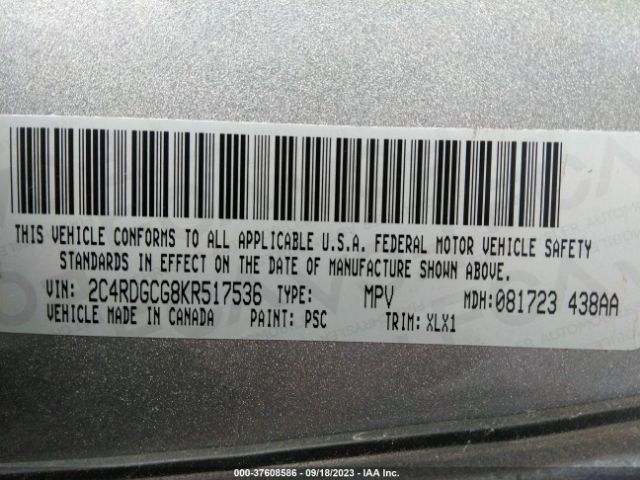 THIS VEHICLE CONFORMS TO ALL APPLICABLE U.S.A. FEDERAL MOTOR VEHICLE SAFETY
STANDARDS IN EFFECT ON THE DATE OF MANUFACTURE SHOWN ABOVE.
VIN: 2C4RDGCG8KR517536 TYPE: MPV MDH: 081723 438AA
VEHICLE MADE IN CANADA PAINT: PSC TRIM: XLX1
000-37608586 - 09/18/2023 - IAA Inc.